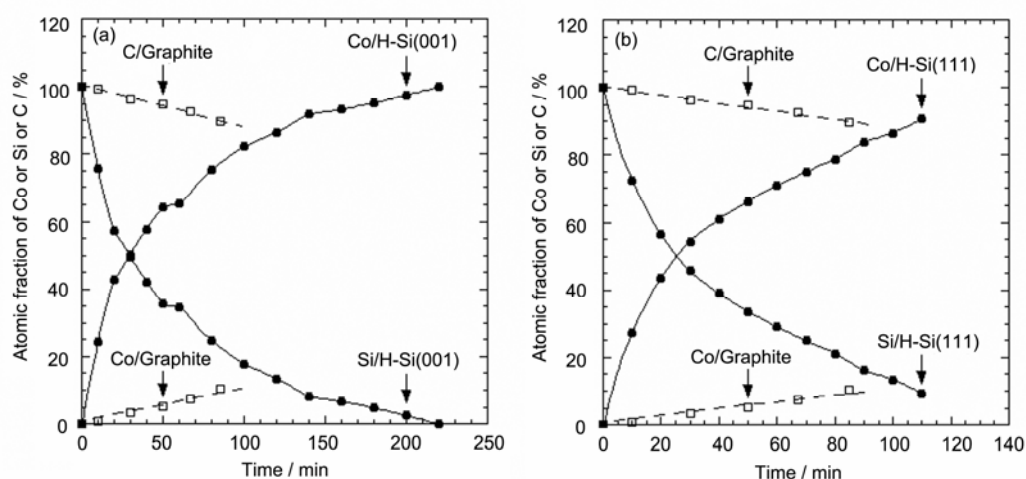 (a)
C/Graphite
Co/H-Si(001)
Co/Graphite
Si/H-Si(001)
Atomic fraction of Co or Si or C / %
120
100
80
60
40
20
0
0 50 100 150 200 250
Time / min
(b)
C/Graphite
Co/H-Si(111)
Co/Graphite
Si/H-Si(111)
Atomic fraction of Co or Si or C / %
120
100
80
60
40
20
0
0 20 40 60 80 100 120 140
Time / min